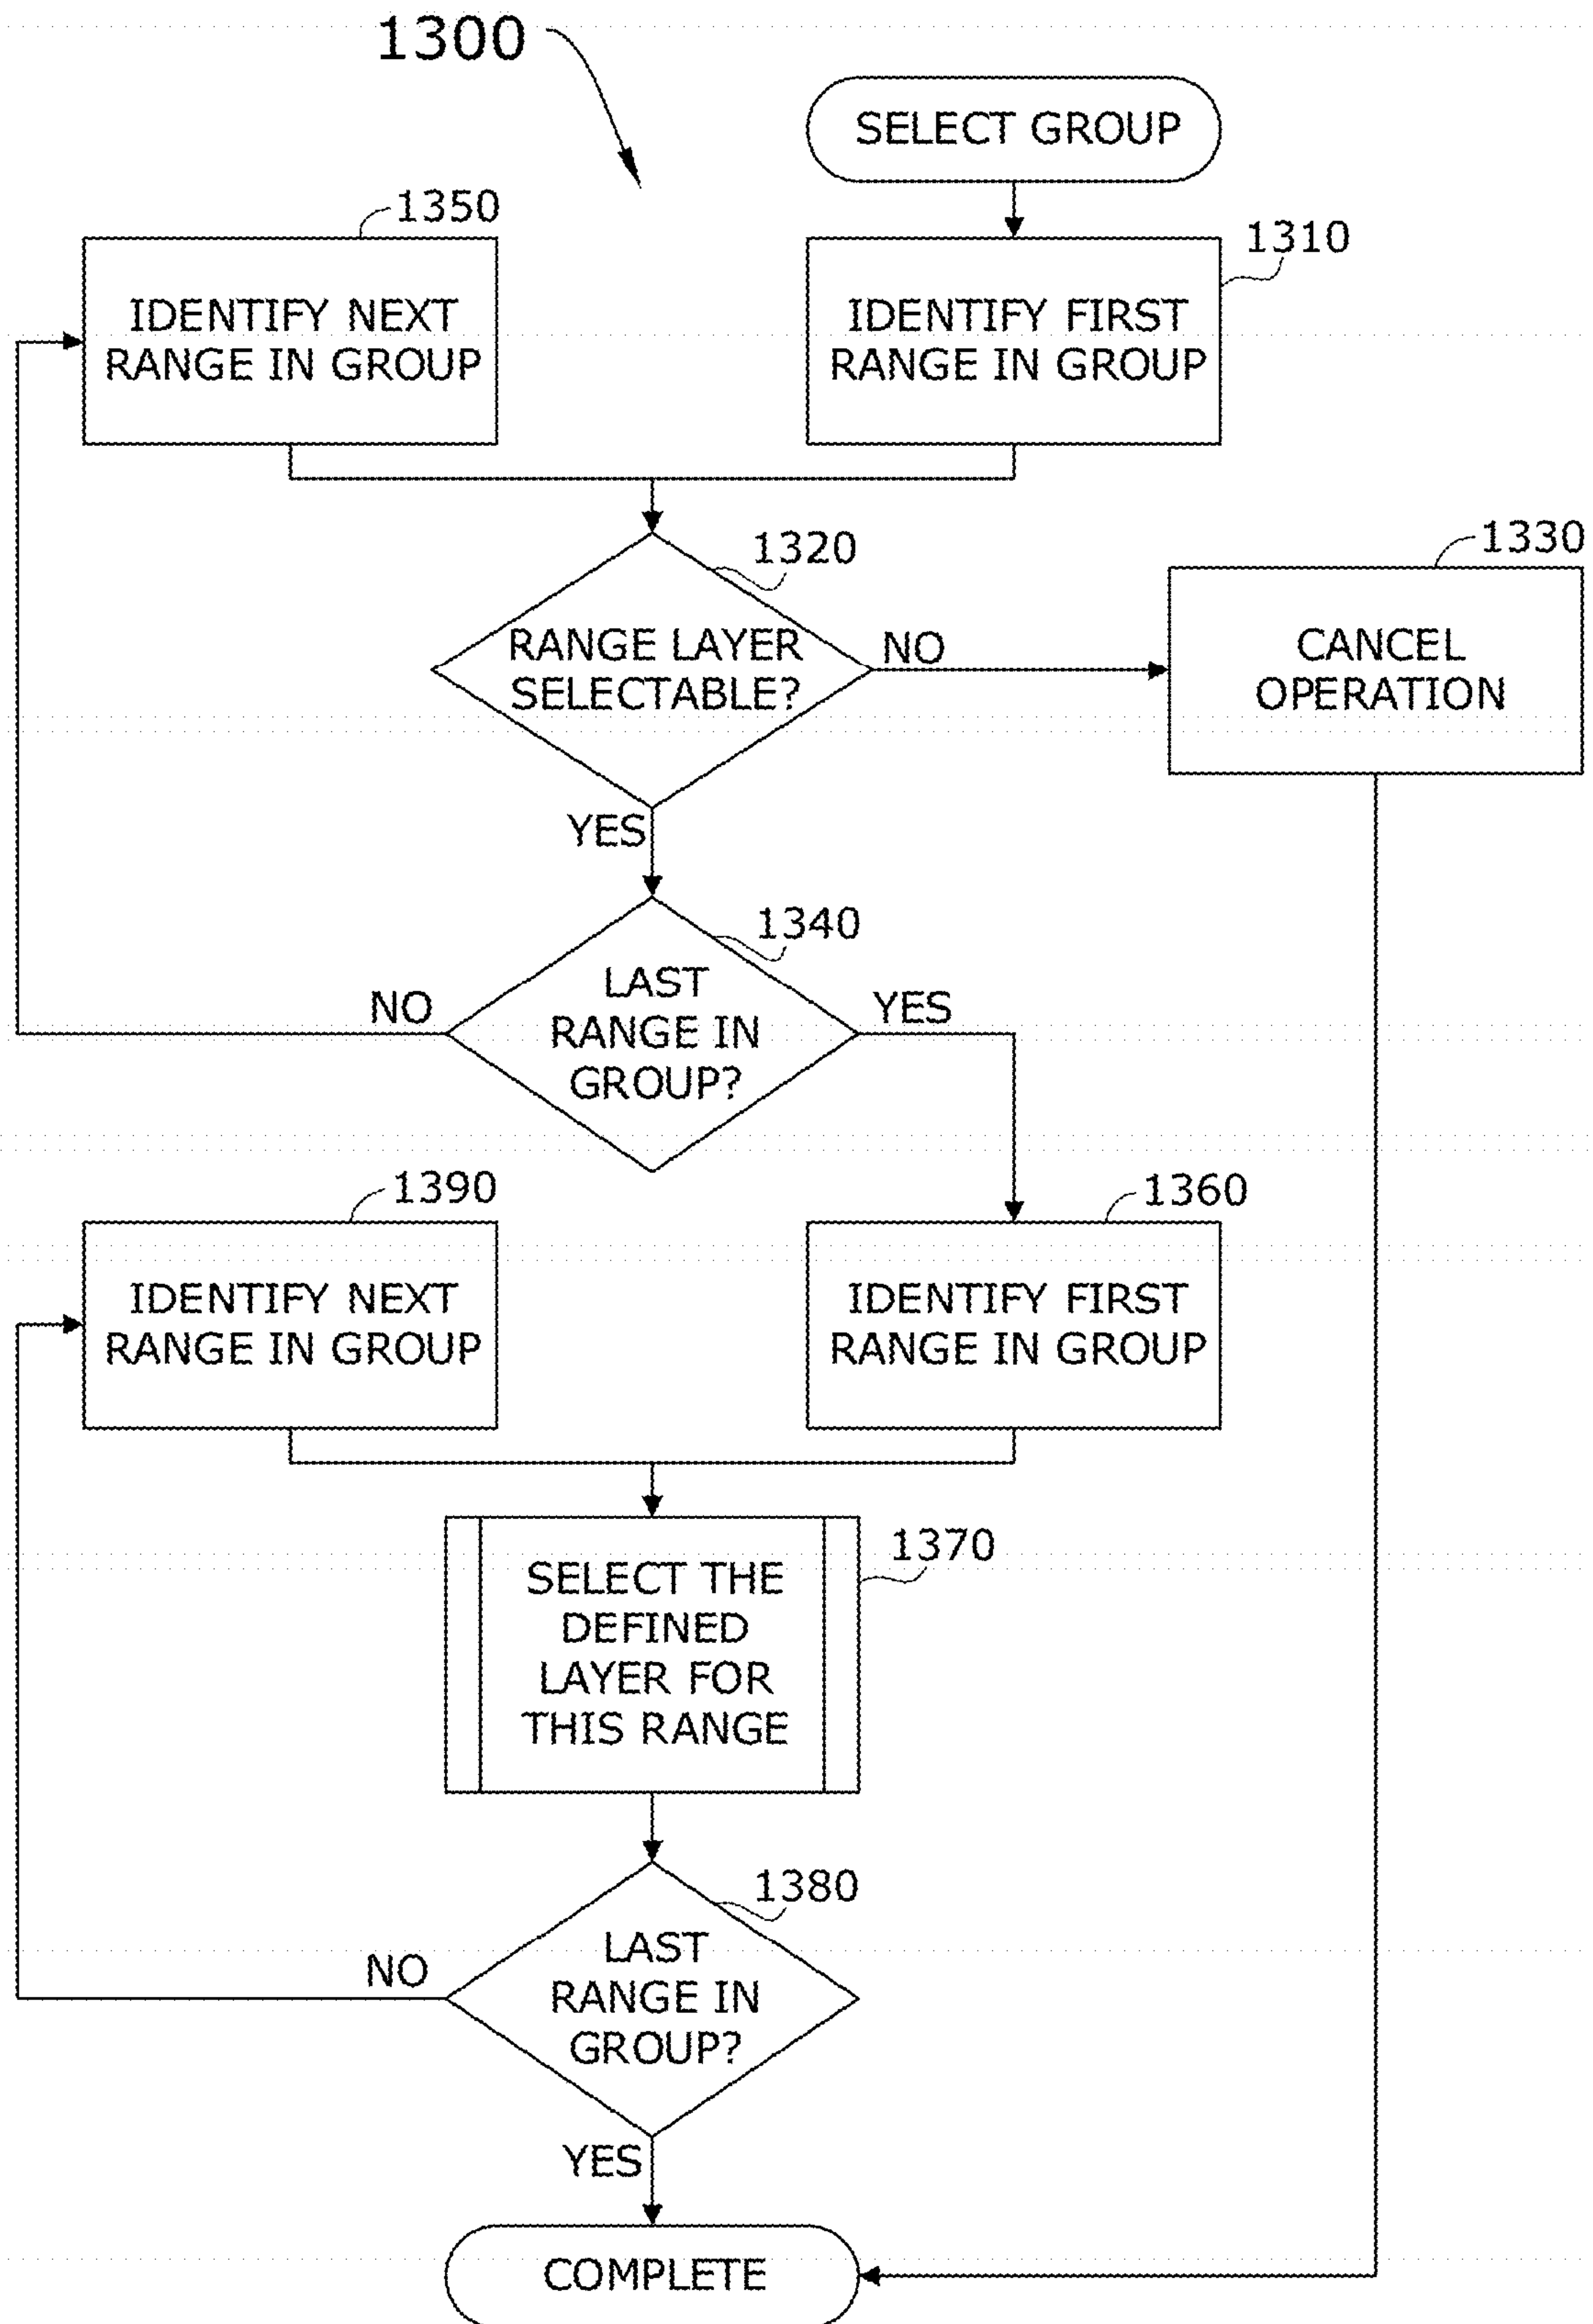 1300
SELECT GROUP
1350
1310
IDENTIFY NEXT
RANGE IN GROUP
IDENTIFY FIRST
RANGE IN GROUP
1320
1330
RANGE LAYER
SELECTABLE?
NO
CANCEL
OPERATION
YES
1340
LAST
RANGE IN
GROUP?
NO
YES
1390
1360
IDENTIFY NEXT
RANGE IN GROUP
IDENTIFY FIRST
RANGE IN GROUP
1370
SELECT THE
DEFINED
LAYER FOR
THIS RANGE
1380
LAST
RANGE IN
GROUP?
NO
YES
COMPLETE